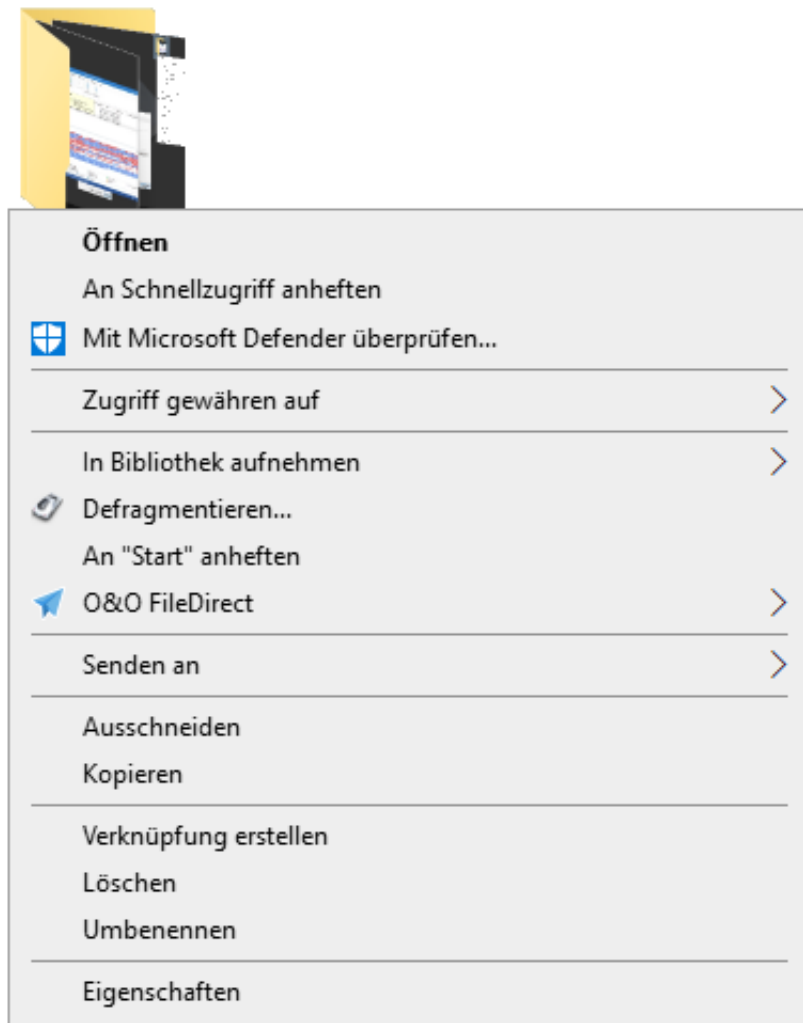 Öffnen
An Schnellzugriff anheften
Mit Microsoft Defender überprüfen...
Zugriff gewähren auf
In Bibliothek aufnehmen
Defragmentieren...
An "Start" anheften
O&O FileDirect
Senden an
Ausschneiden
Kopieren
Verknüpfung erstellen
Löschen
Umbenennen
Eigenschaften